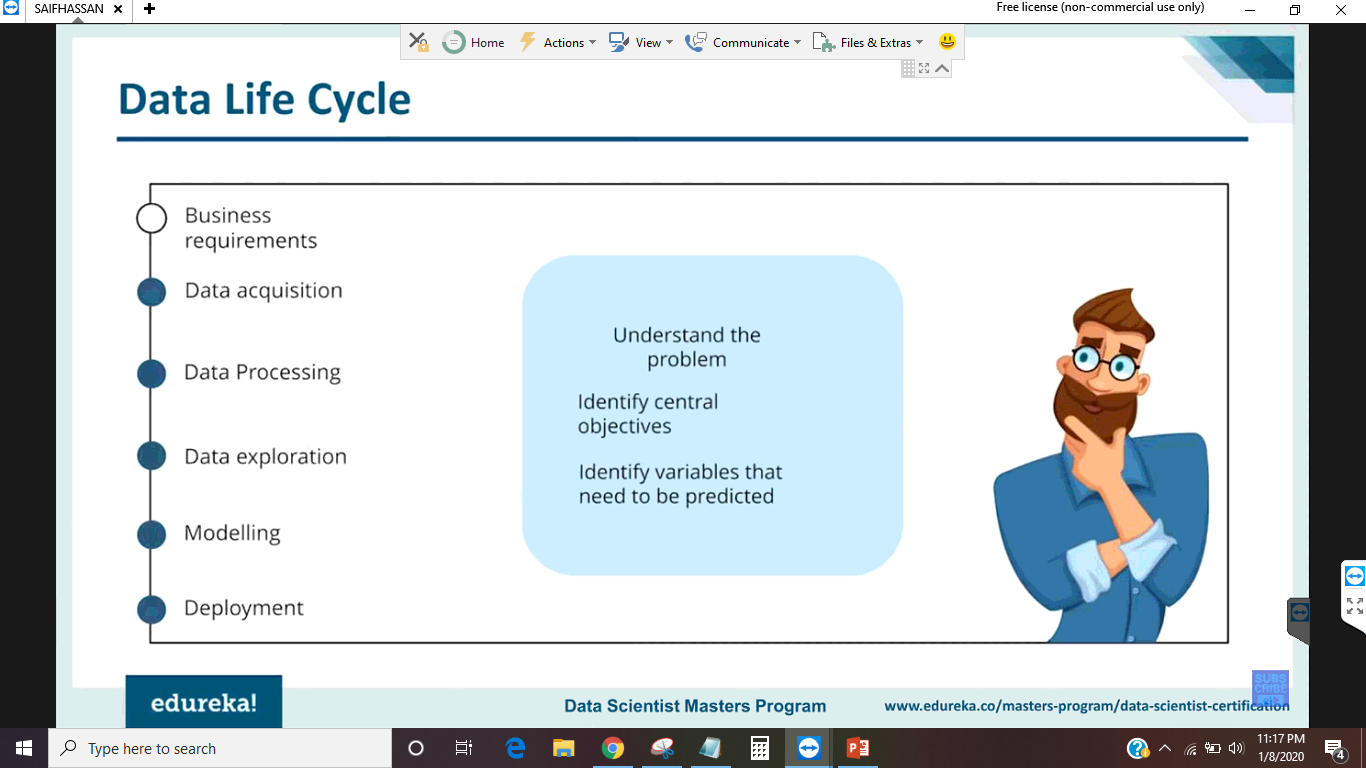 SAIFHASSAN
Free license (non-commercial use only)
Home Actions View Communicate Files & Extras
Data Life Cycle
Business
requirements
Data acquisition
Data Processing
Data exploration
Modelling
Deployment
Understand the
problem
Identify central
objectives
Identify variables that
need to be predicted
edureka!
Data Scientist Masters Program
www.edureka.co/masters-program/data-scientist-certification
SUBS
CRIBE
Type here to search
11:17 PM
1/8/2020
4